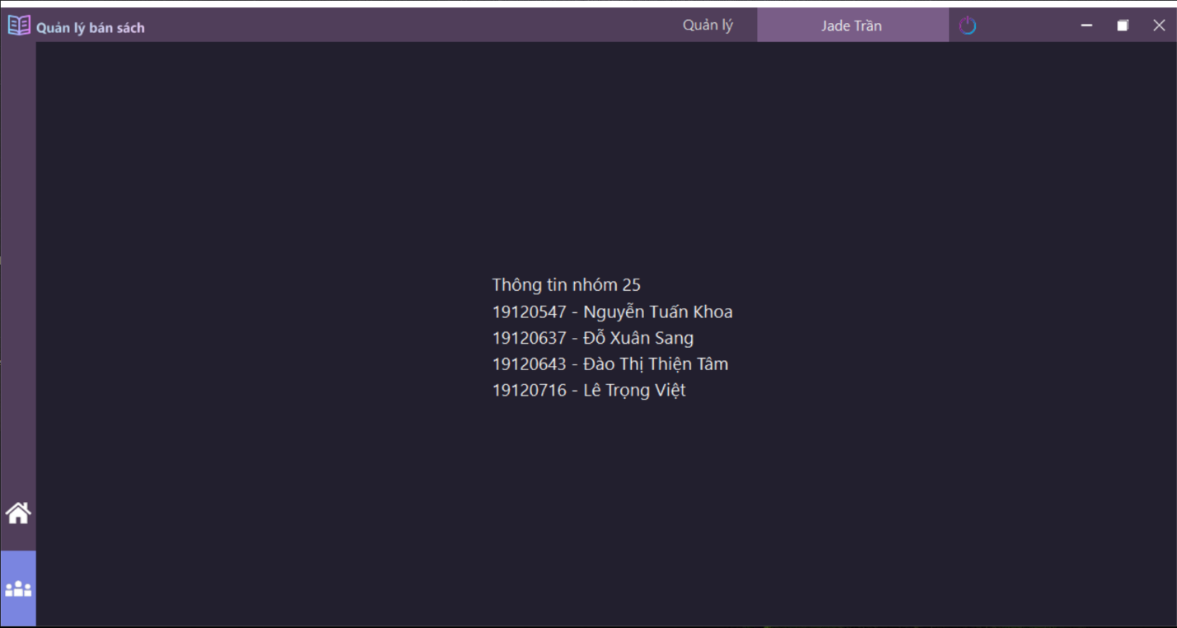 Quản lý bán sách
Quản lý
Jade Trần
Thông tin nhóm 25
19120547 - Nguyễn Tuấn Khoa
19120637 - Đỗ Xuân Sang
19120643 - Đào Thị Thiện Tâm
19120716 - Lê Trọng Việt